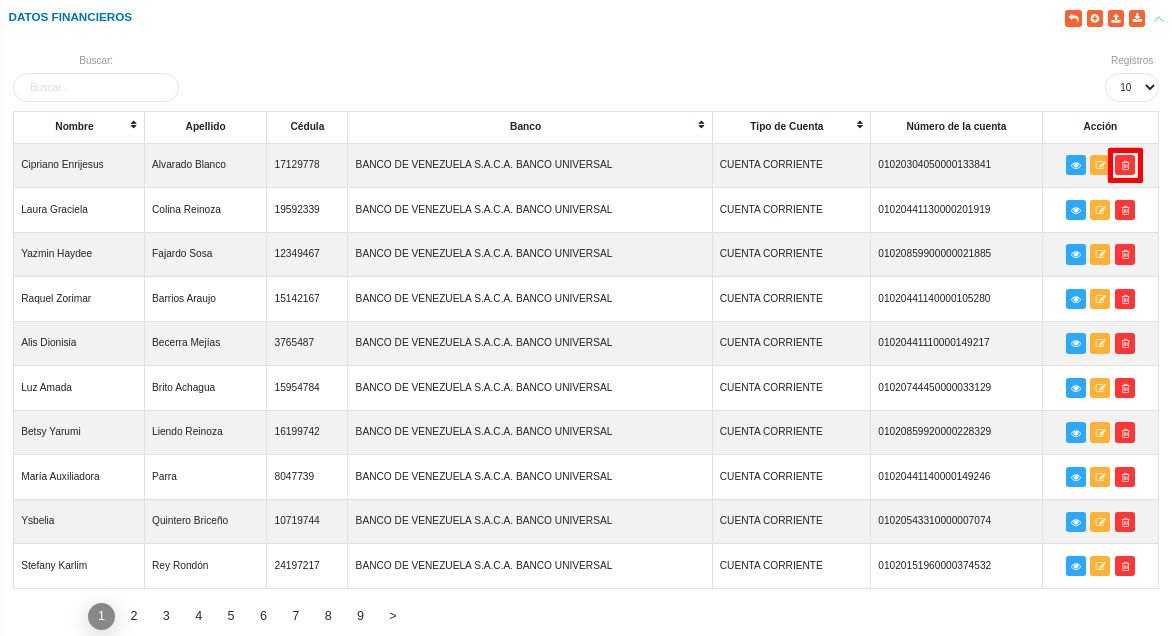 DATOS FINANCIEROS
Buscar:
Registros
Buscar...
10
Nombre Apellido Cédula Banco Tipo de Cuenta Número de la cuenta Acción
Cipriano Enrijesus Alvarado Blanco 17129778 BANCO DE VENEZUELA S.A.C.A. BANCO UNIVERSAL CUENTA CORRIENTE 01020304050000133841
Laura Graciela Colina Reinoza 19592339 BANCO DE VENEZUELA S.A.C.A. BANCO UNIVERSAL CUENTA CORRIENTE 01020441130000201919
Yazmin Haydee Fajardo Sosa 12349467 BANCO DE VENEZUELA S.A.C.A. BANCO UNIVERSAL CUENTA CORRIENTE 01020859900000021885
Raquel Zorimar Barrios Araujo 15142167 BANCO DE VENEZUELA S.A.C.A. BANCO UNIVERSAL CUENTA CORRIENTE 01020441140000105280
Alis Dionisia Becerra Mejías 3765487 BANCO DE VENEZUELA S.A.C.A. BANCO UNIVERSAL CUENTA CORRIENTE 01020441110000149217
Luz Amada Brito Achagua 15954784 BANCO DE VENEZUELA S.A.C.A. BANCO UNIVERSAL CUENTA CORRIENTE 01020744450000033129
Betsy Yarumi Liendo Reinoza 16199742 BANCO DE VENEZUELA S.A.C.A. BANCO UNIVERSAL CUENTA CORRIENTE 01020859920000228329
María Auxiliadora Parra 8047739 BANCO DE VENEZUELA S.A.C.A. BANCO UNIVERSAL CUENTA CORRIENTE 01020441140000149246
Ysbelia Quintero Briceño 10719744 BANCO DE VENEZUELA S.A.C.A. BANCO UNIVERSAL CUENTA CORRIENTE 01020543310000007074
Stefany Karlim Rey Rondón 24197217 BANCO DE VENEZUELA S.A.C.A. BANCO UNIVERSAL CUENTA CORRIENTE 01020151960000374532
1 2 3 4 5 6 7 8 9 >